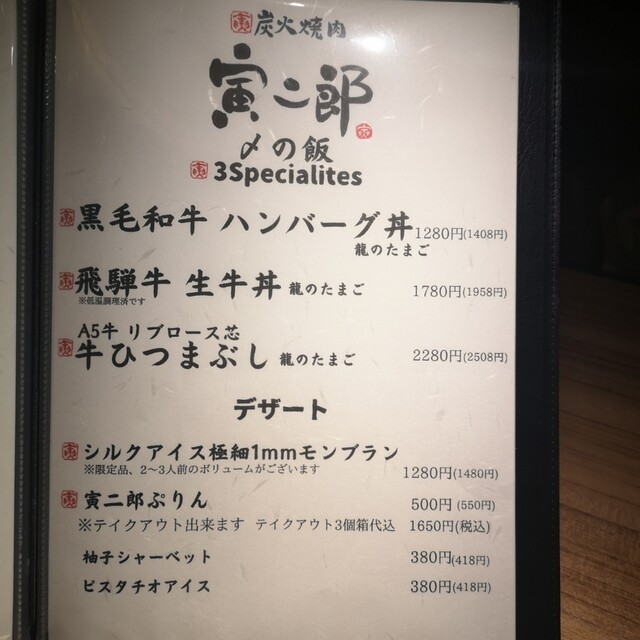 寅 炭火焼肉
寅二郎
〆の飯
3Specialites
黒毛和牛 ハンバーグ丼 1280円(1408円)
龍のたまご
飛騨牛 生牛丼 龍のたまご 1780円(1958円)
※低温調理済です
A5牛 リブロース芯
牛ひつまぶし 龍のたまご 2280円(2508円)
デザート
シルクアイス極細1mmモンブラン
※限定品、2〜3人前のボリュームがございます 1280円(1480円)
寅二郎ぷりん 500円(550円)
※テイクアウト出来ます テイクアウト3個箱代込 1650円(税込)
柚子シャーベット 380円(418円)
ピスタチオアイス 380円(418円)